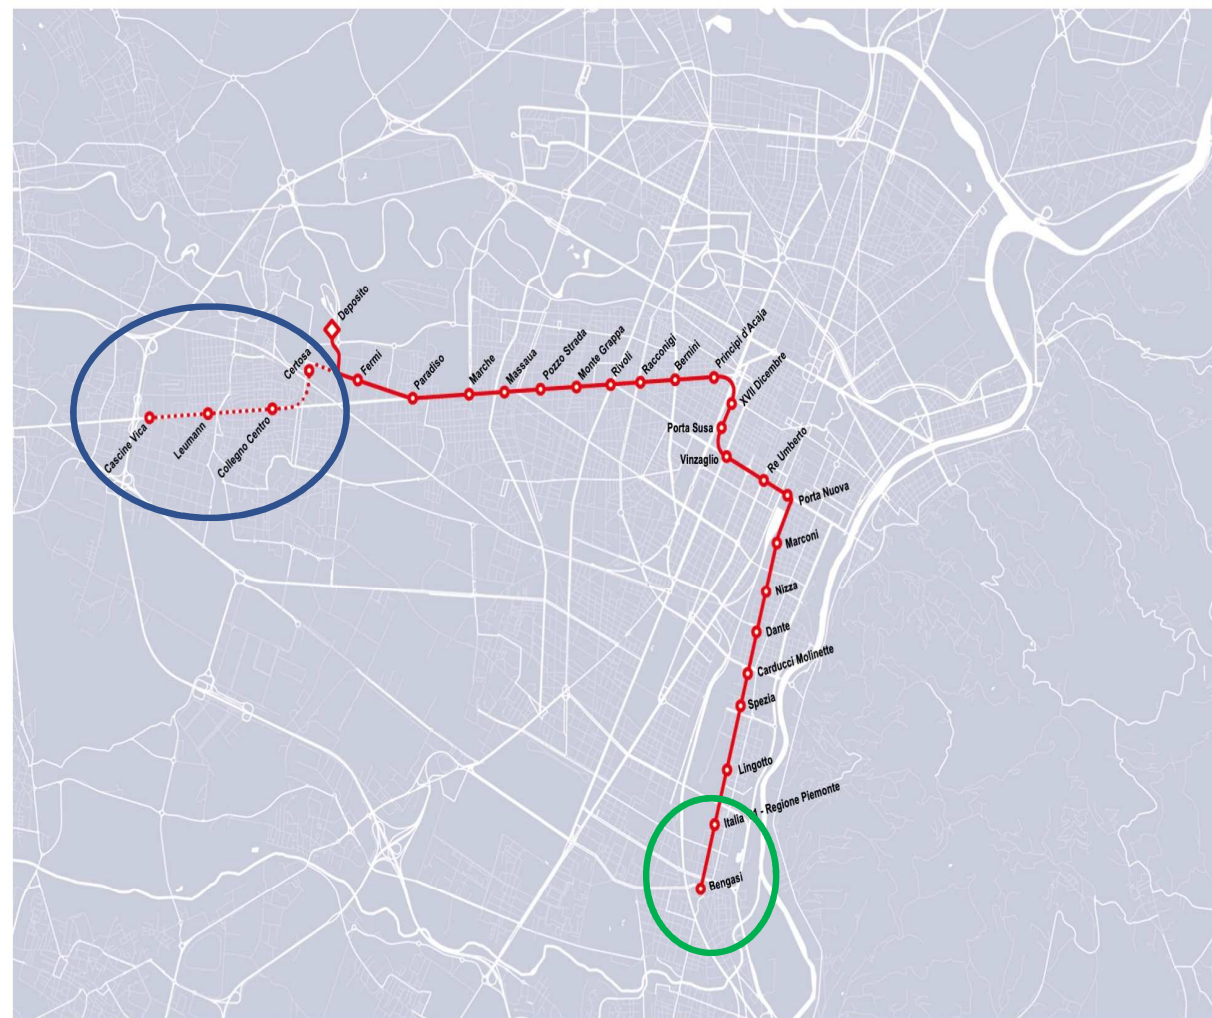 Deposito
Certosa
Fermi
Cascine Vica
Leumann
Collegno Centro
Paradiso
Marche
Massaua
Pozzo Strada
Monte Grappa
Rivoli
Racconigi
Bernini
Principi d'Acaja
XVII Dicembre
Porta Susa
Vinzaglio
Re Umberto
Porta Nuova
Marconi
Nizza
Dante
Carducci Molinette
Spezia
Lingotto
Italia - Regione Piemonte
Bengasi